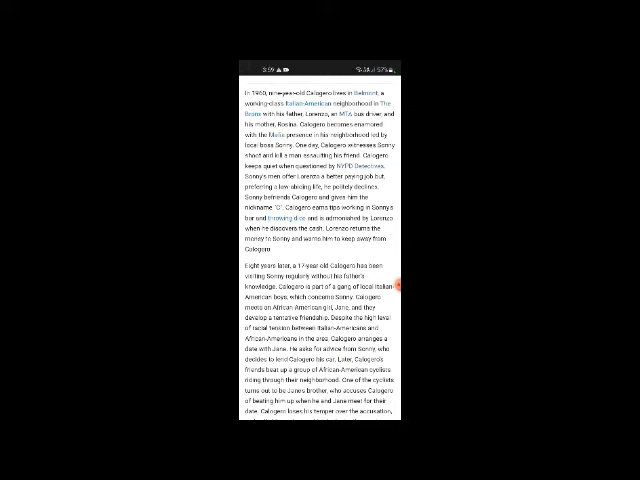 5:59 57%
In 1960, nine-year-old Calogero lives in Belmont, a
working-class Italian-American neighborhood in The
Bronx with his father, Lorenzo, an MTA bus driver, and
his mother, Rosina. Calogero becomes enamored
with the Mafia presence in his neighborhood led by
local boss Sonny. One day, Calogero witnesses Sonny
shoot and kill a man assaulting his friend. Calogero
keeps quiet when questioned by NYPD Detectives.
Sonny's men offer Lorenzo a better paying job but,
preferring a law-abiding life, he politely declines.
Sonny befriends Calogero and gives him the
nickname "C". Calogero earns tips working in Sonny's
bar and throwing dice and is admonished by Lorenzo
when he discovers the cash. Lorenzo returns the
money to Sonny and warns him to keep away from
Calogero.
Eight years later, a 17-year old Calogero has been
visiting Sonny regularly without his father's
knowledge. Calogero is part of a gang of local Italian-
American boys, which concerns Sonny. Calogero
meets an African-American girl, Jane, and they
develop a tentative friendship. Despite the high level
of racial tension between Italian-Americans and
African-Americans in the area, Calogero arranges a
date with Jane. He asks for advice from Sonny, who
decides to lend Calogero his car. Later, Calogero's
friends beat up a group of African-American cyclists
riding through their neighborhood. One of the cyclists
turns out to be Jane's brother, who accuses Calogero
of beating him up when he and Jane meet for their
date. Calogero loses his temper over the accusation,